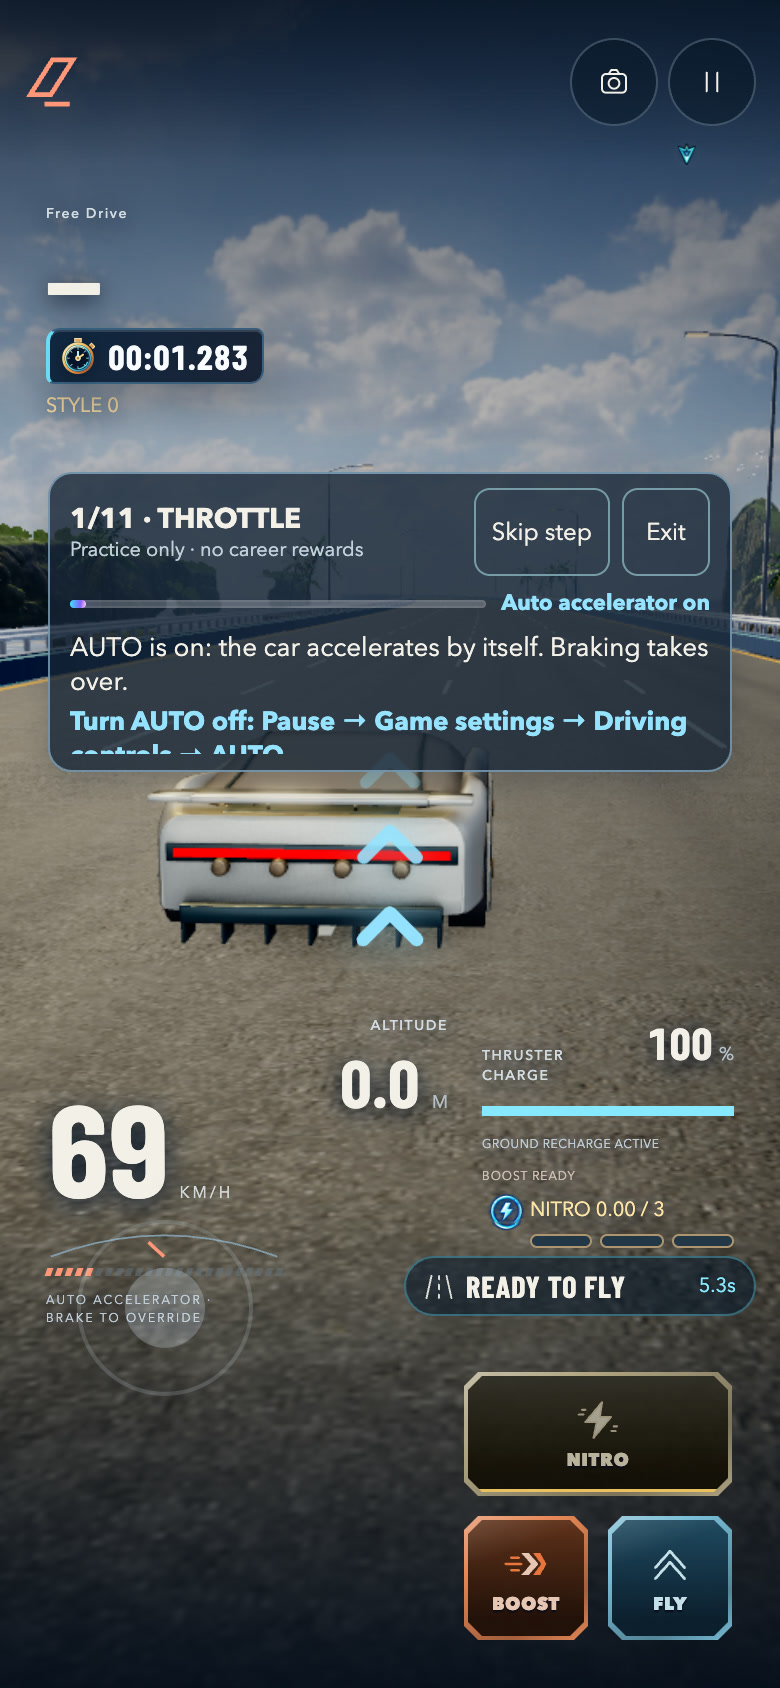 Free Drive
00:01.283
STYLE 0
1/11 · THROTTLE
Practice only · no career rewards
Skip step
Exit
Auto accelerator on
AUTO is on: the car accelerates by itself. Braking takes
over.
Turn AUTO off: Pause → Game settings → Driving
controls → AUTO
ALTITUDE
0.0 M
THRUSTER
CHARGE
100 %
GROUND RECHARGE ACTIVE
BOOST READY
NITRO 0.00 / 3
69 KM/H
AUTO ACCELERATOR ·
BRAKE TO OVERRIDE
READY TO FLY
5.3s
NITRO
BOOST
FLY